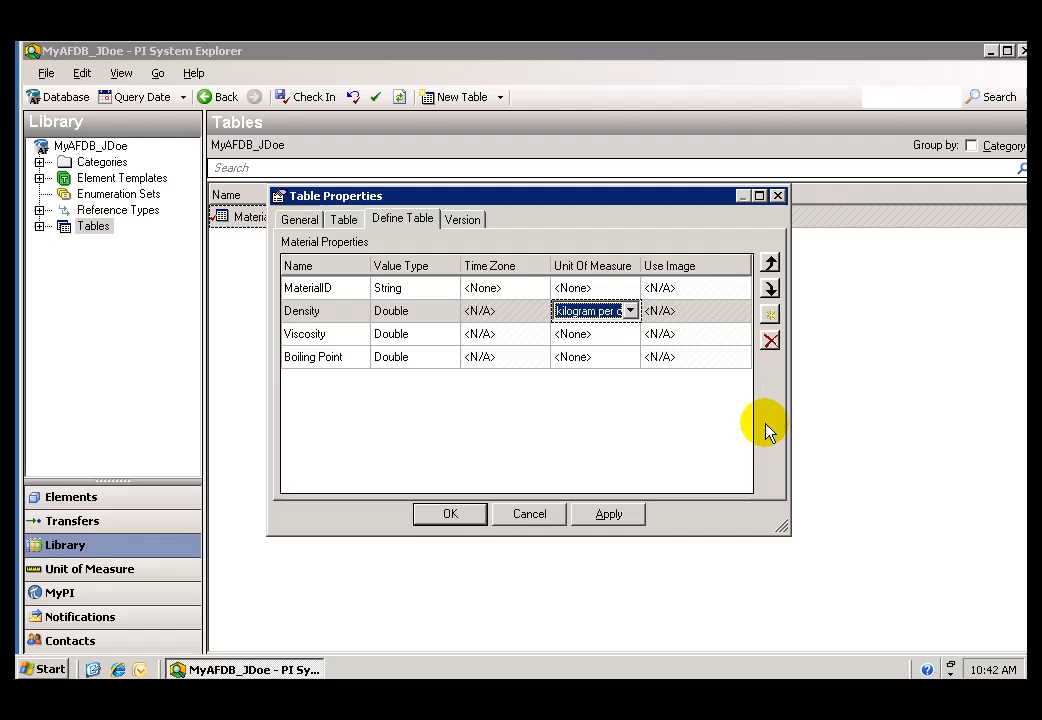 MyAFDB_JDoe - PI System Explorer
File Edit View Go Help
Database Query Date Back Check In New Table Search
Library
Tables
MyAFDB_JDoe
Categories
Element Templates
Enumeration Sets
Reference Types
Tables
MyAFDB_JDoe Group by: Category
Search
Name
Materia
Table Properties
General Table Define Table Version
Material Properties
Name Value Type Time Zone Unit Of Measure Use Image
MaterialID String <None> <None> <N/A>
Density Double <N/A> kilogram per c <N/A>
Viscosity Double <N/A> <None> <N/A>
Boiling Point Double <N/A> <None> <N/A>
OK Cancel Apply
Elements
Transfers
Library
Unit of Measure
MyPI
Notifications
Contacts
Start MyAFDB_JDoe - PI Sy... 10:42 AM